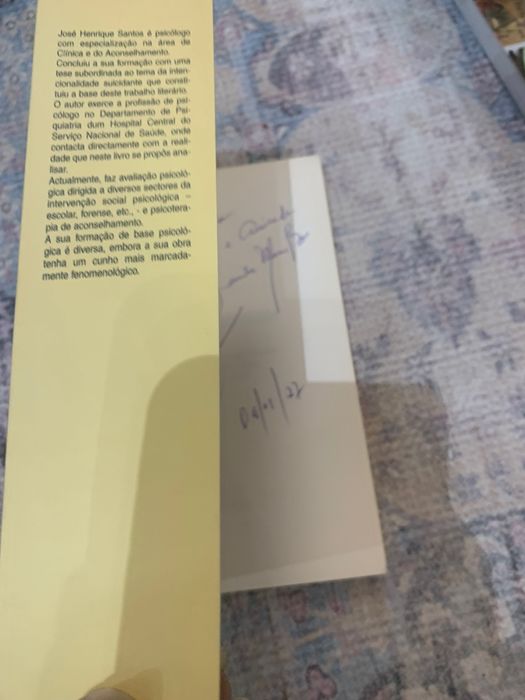 José Henrique Santos é psicólogo
com especialização na área de
Clínica e do Aconselhamento.
Concluiu a sua formação com uma
tese subordinada ao tema da inten-
cionalidade suicidante que consti-
tuiu a base deste trabalho literário.
O autor exerce a profissão de psi-
cólogo no Departamento de Psi-
quiatria dum Hospital Central do
Serviço Nacional de Saúde, onde
contacta directamente com a reali-
dade que neste livro se propôs ana-
lisar.
Actualmente, faz avaliação psicoló-
gica dirigida a diversos sectores da
intervenção social psicológica –
escolar, forense, etc., - e psicotera-
pia de aconselhamento.
A sua formação de base psicoló-
gica é diversa, embora a sua obra
tenha um cunho mais marcada-
mente fenomenológico.